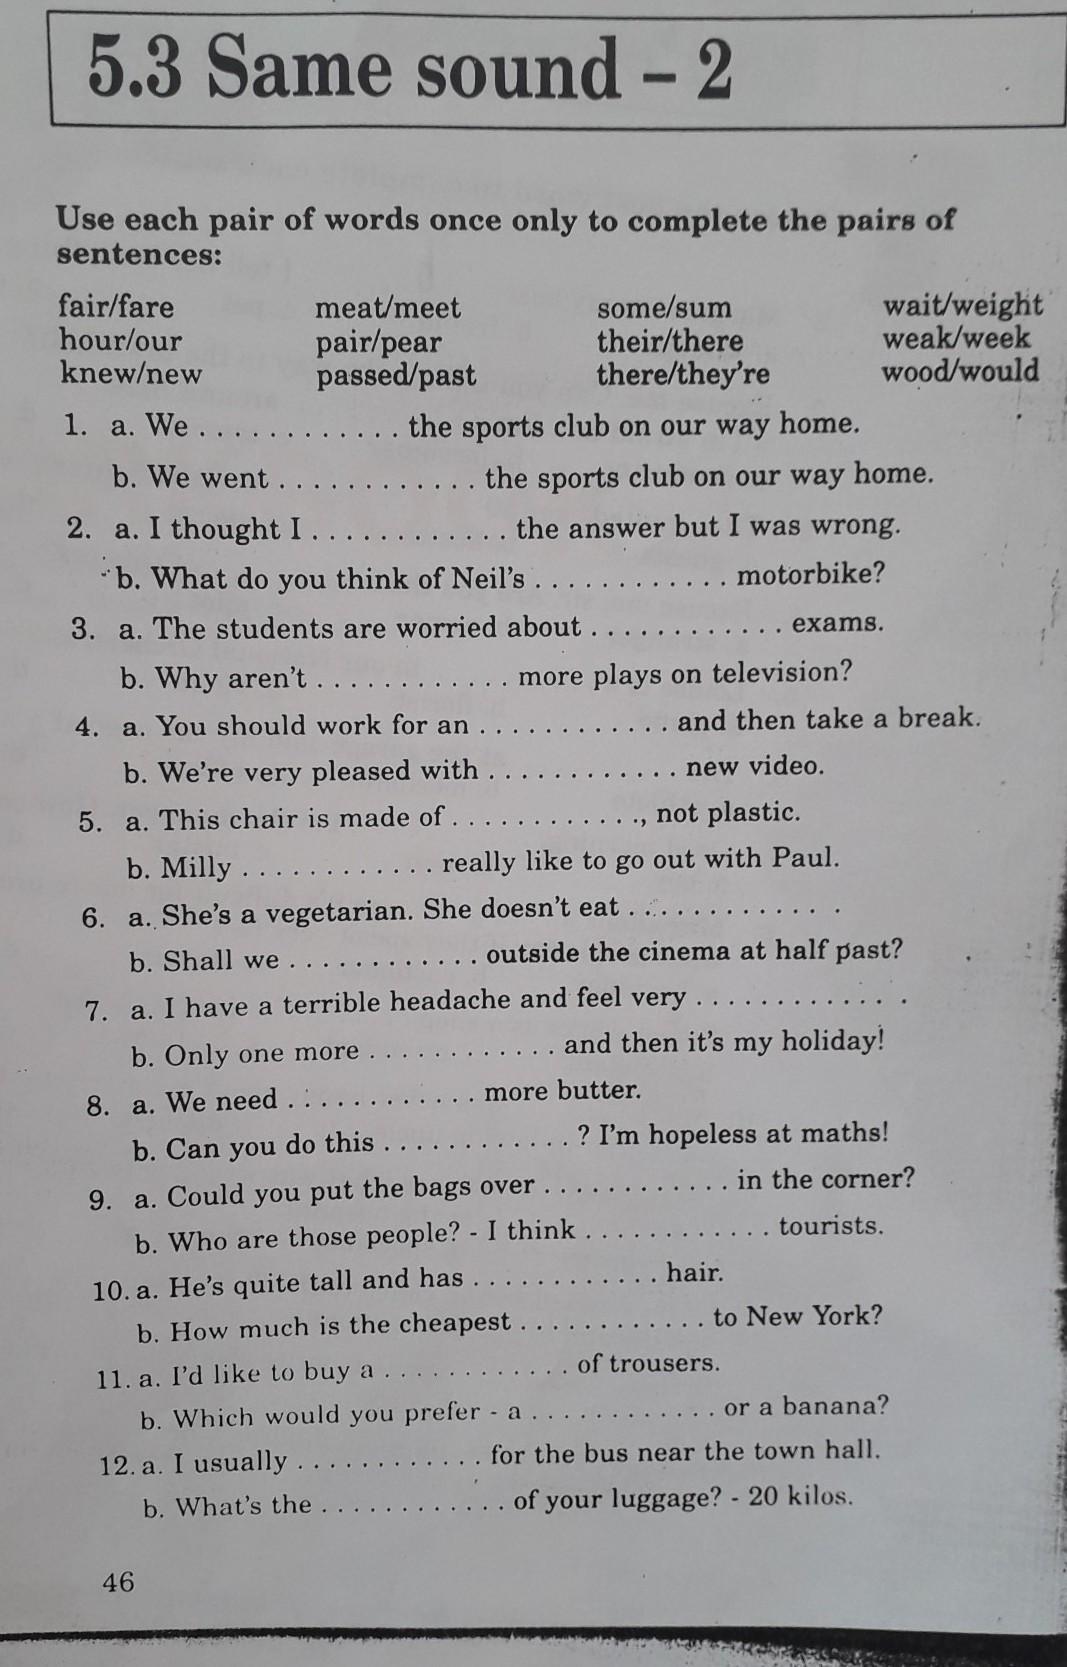 5.3 Same sound – 2
Use each pair of words once only to complete the pairs of
sentences:
fair/fare meat/meet some/sum wait/weight
hour/our pair/pear their/there weak/week
knew/new passed/past there/they're wood/would
1. a. We . . . . . . . . . . . . the sports club on our way home.
b. We went . . . . . . . . . . . . the sports club on our way home.
2. a. I thought I . . . . . . . . . . . . the answer but I was wrong.
b. What do you think of Neil's . . . . . . . . . . . . motorbike?
3. a. The students are worried about . . . . . . . . . . . . exams.
b. Why aren't . . . . . . . . . . . . more plays on television?
4. a. You should work for an . . . . . . . . . . . . and then take a break.
b. We're very pleased with . . . . . . . . . . . . new video.
5. a. This chair is made of . . . . . . . . . . . ., not plastic.
b. Milly . . . . . . . . . . . . really like to go out with Paul.
6. a. She's a vegetarian. She doesn't eat . . . . . . . . . . . . .
b. Shall we . . . . . . . . . . . . outside the cinema at half past?
7. a. I have a terrible headache and feel very . . . . . . . . . . . . .
b. Only one more . . . . . . . . . . . . and then it's my holiday!
8. a. We need . . . . . . . . . . . . more butter.
b. Can you do this . . . . . . . . . . . . ? I'm hopeless at maths!
9. a. Could you put the bags over . . . . . . . . . . . . in the corner?
b. Who are those people? - I think . . . . . . . . . . . . tourists.
10. a. He's quite tall and has . . . . . . . . . . . . hair.
b. How much is the cheapest . . . . . . . . . . . . to New York?
11. a. I'd like to buy a . . . . . . . . . . . . of trousers.
b. Which would you prefer - a . . . . . . . . . . . . or a banana?
12. a. I usually . . . . . . . . . . . . for the bus near the town hall.
b. What's the . . . . . . . . . . . . of your luggage? - 20 kilos.
46